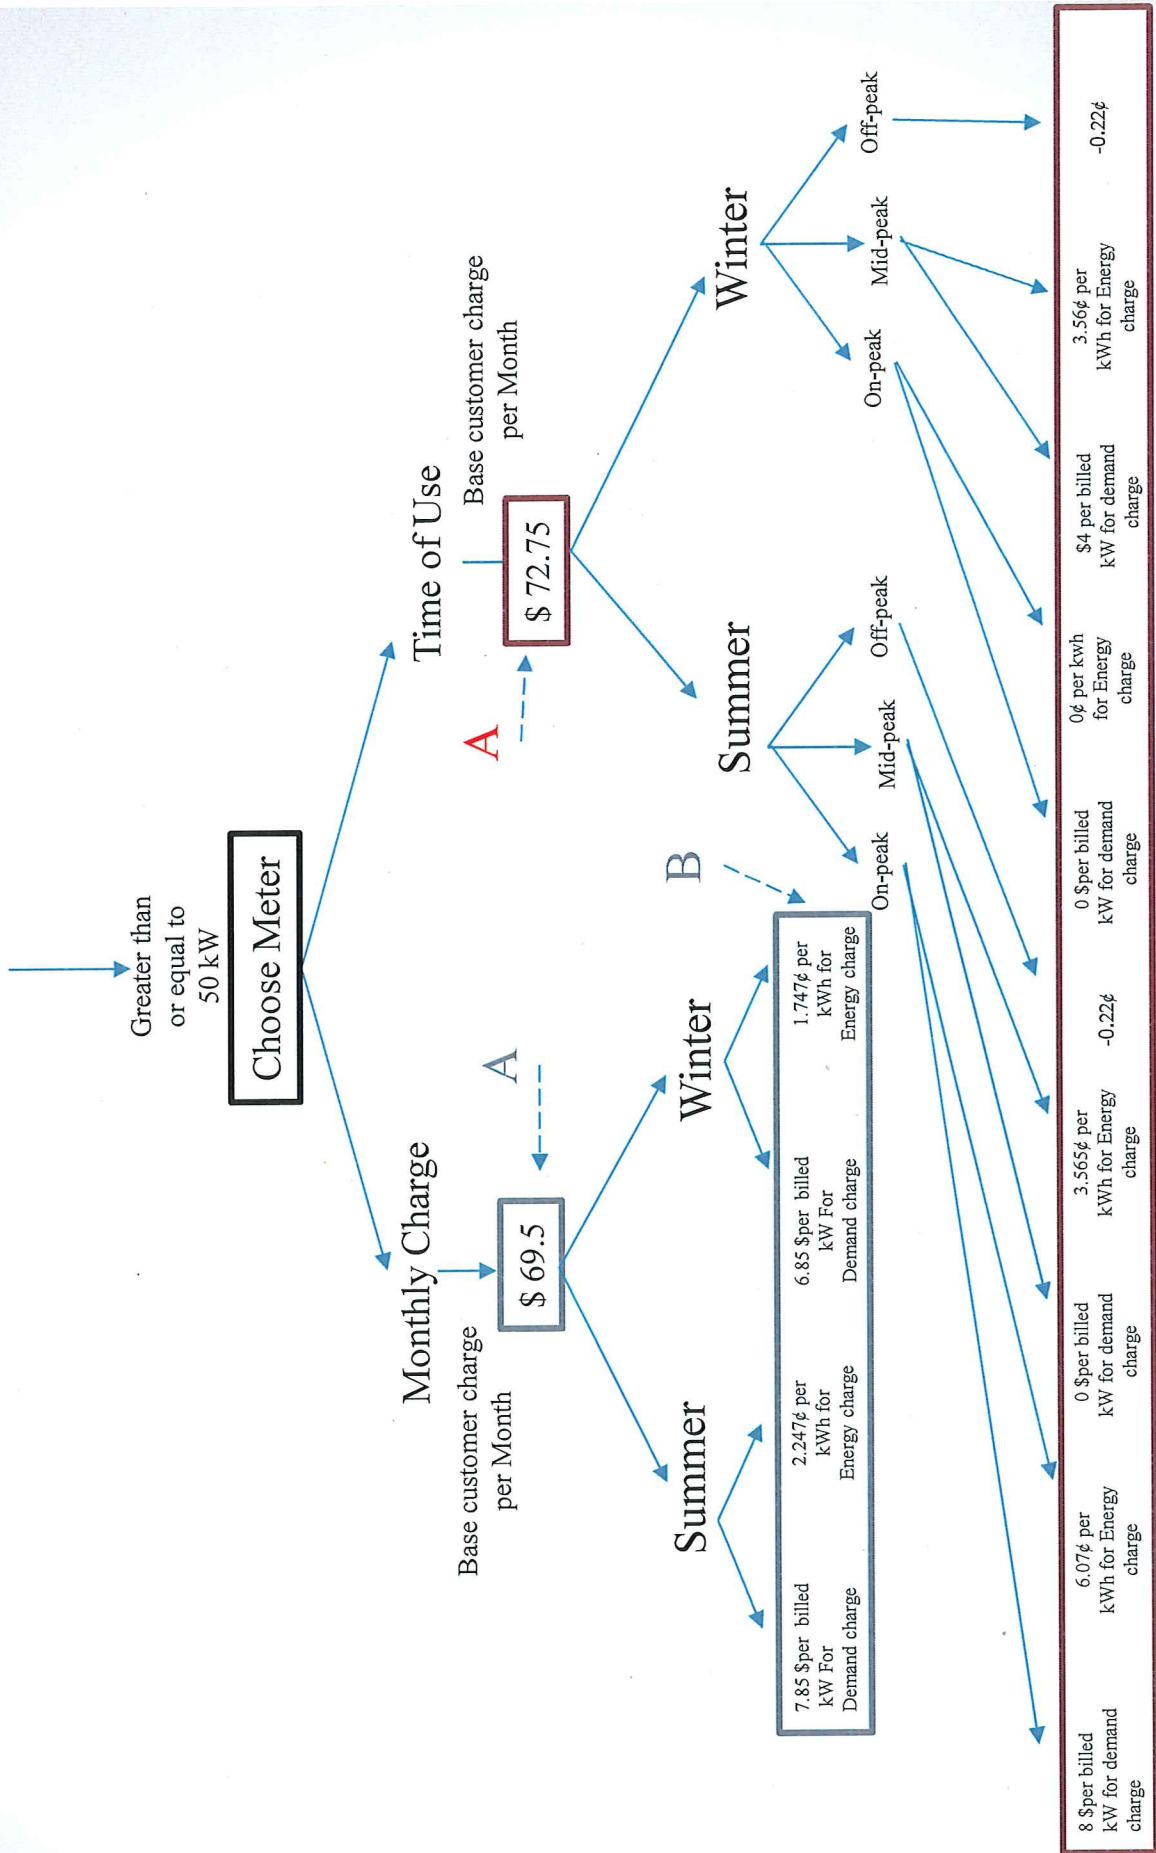 Greater than
or equal to
50 kW
Choose Meter
Monthly Charge
Base customer charge
per Month
$ 69.5
A
Summer
Winter
7.85 $per billed
kW For
Demand charge
2.247¢ per
kWh for
Energy charge
6.85 $per billed
kW For
Demand charge
1.747¢ per
kWh for
Energy charge
B
Time of Use
Base customer charge
per Month
A
$ 72.75
Summer
Winter
On-peak
Mid-peak
Off-peak
On-peak
Mid-peak
Off-peak
8 $per billed
kW for demand
charge
6.07¢ per
kWh for Energy
charge
0 $per billed
kW for demand
charge
3.565¢ per
kWh for Energy
charge
-0.22¢
0 $per billed
kW for demand
charge
0¢ per kwh
for Energy
charge
$4 per billed
kW for demand
charge
3.56¢ per
kWh for Energy
charge
-0.22¢